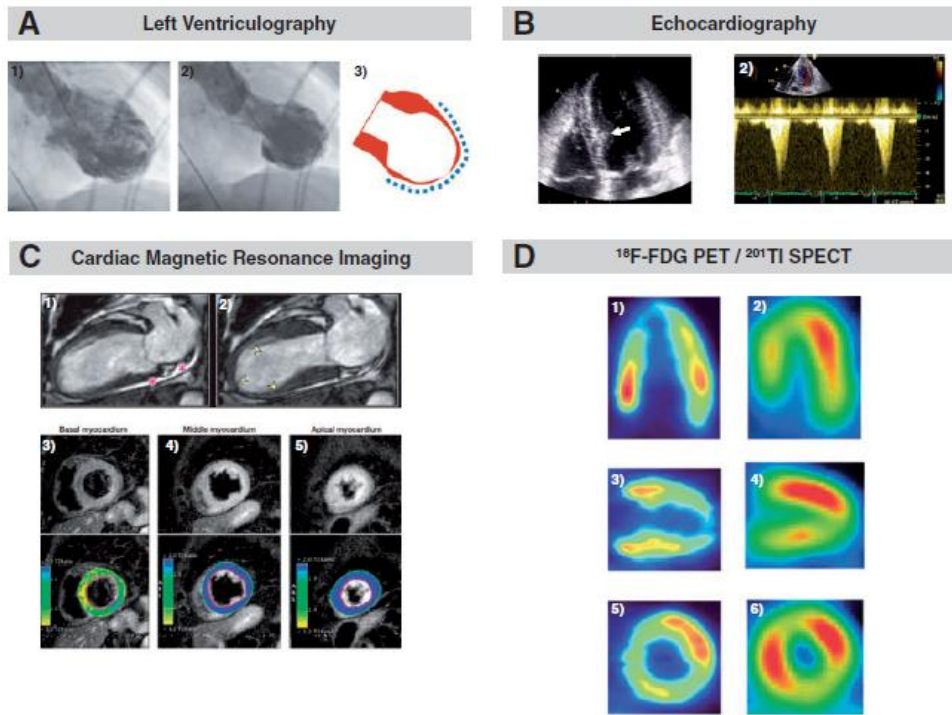 A Left Ventriculography
1) 2) 3)
B Echocardiography
2)
C Cardiac Magnetic Resonance Imaging
1) 2)
Basal myocardium Middle myocardium Apical myocardium
3) 4) 5)
D ¹⁸F-FDG PET / ²⁰¹TI SPECT
1) 2)
3) 4)
5) 6)